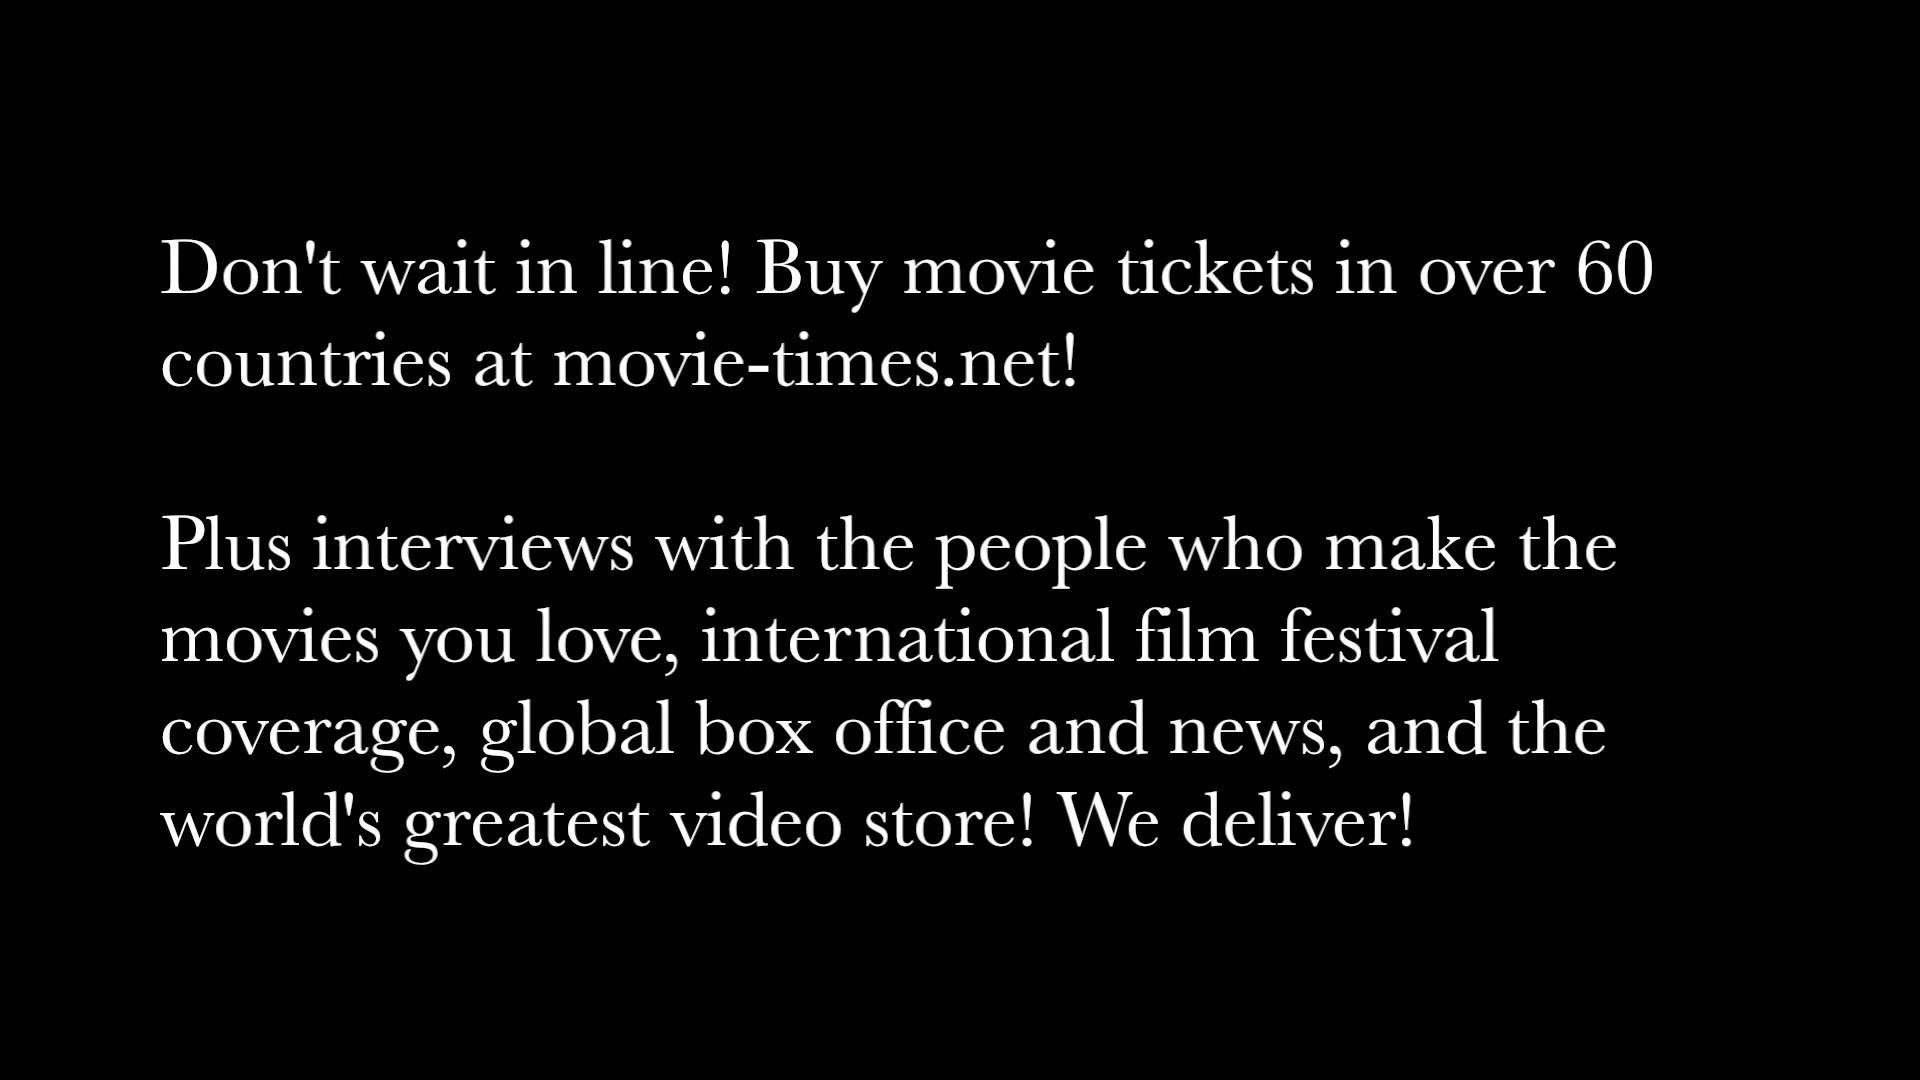 Don't wait in line! Buy movie tickets in over 60
countries at movie-times.net!
Plus interviews with the people who make the
movies you love, international film festival
coverage, global box office and news, and the
world's greatest video store! We deliver!